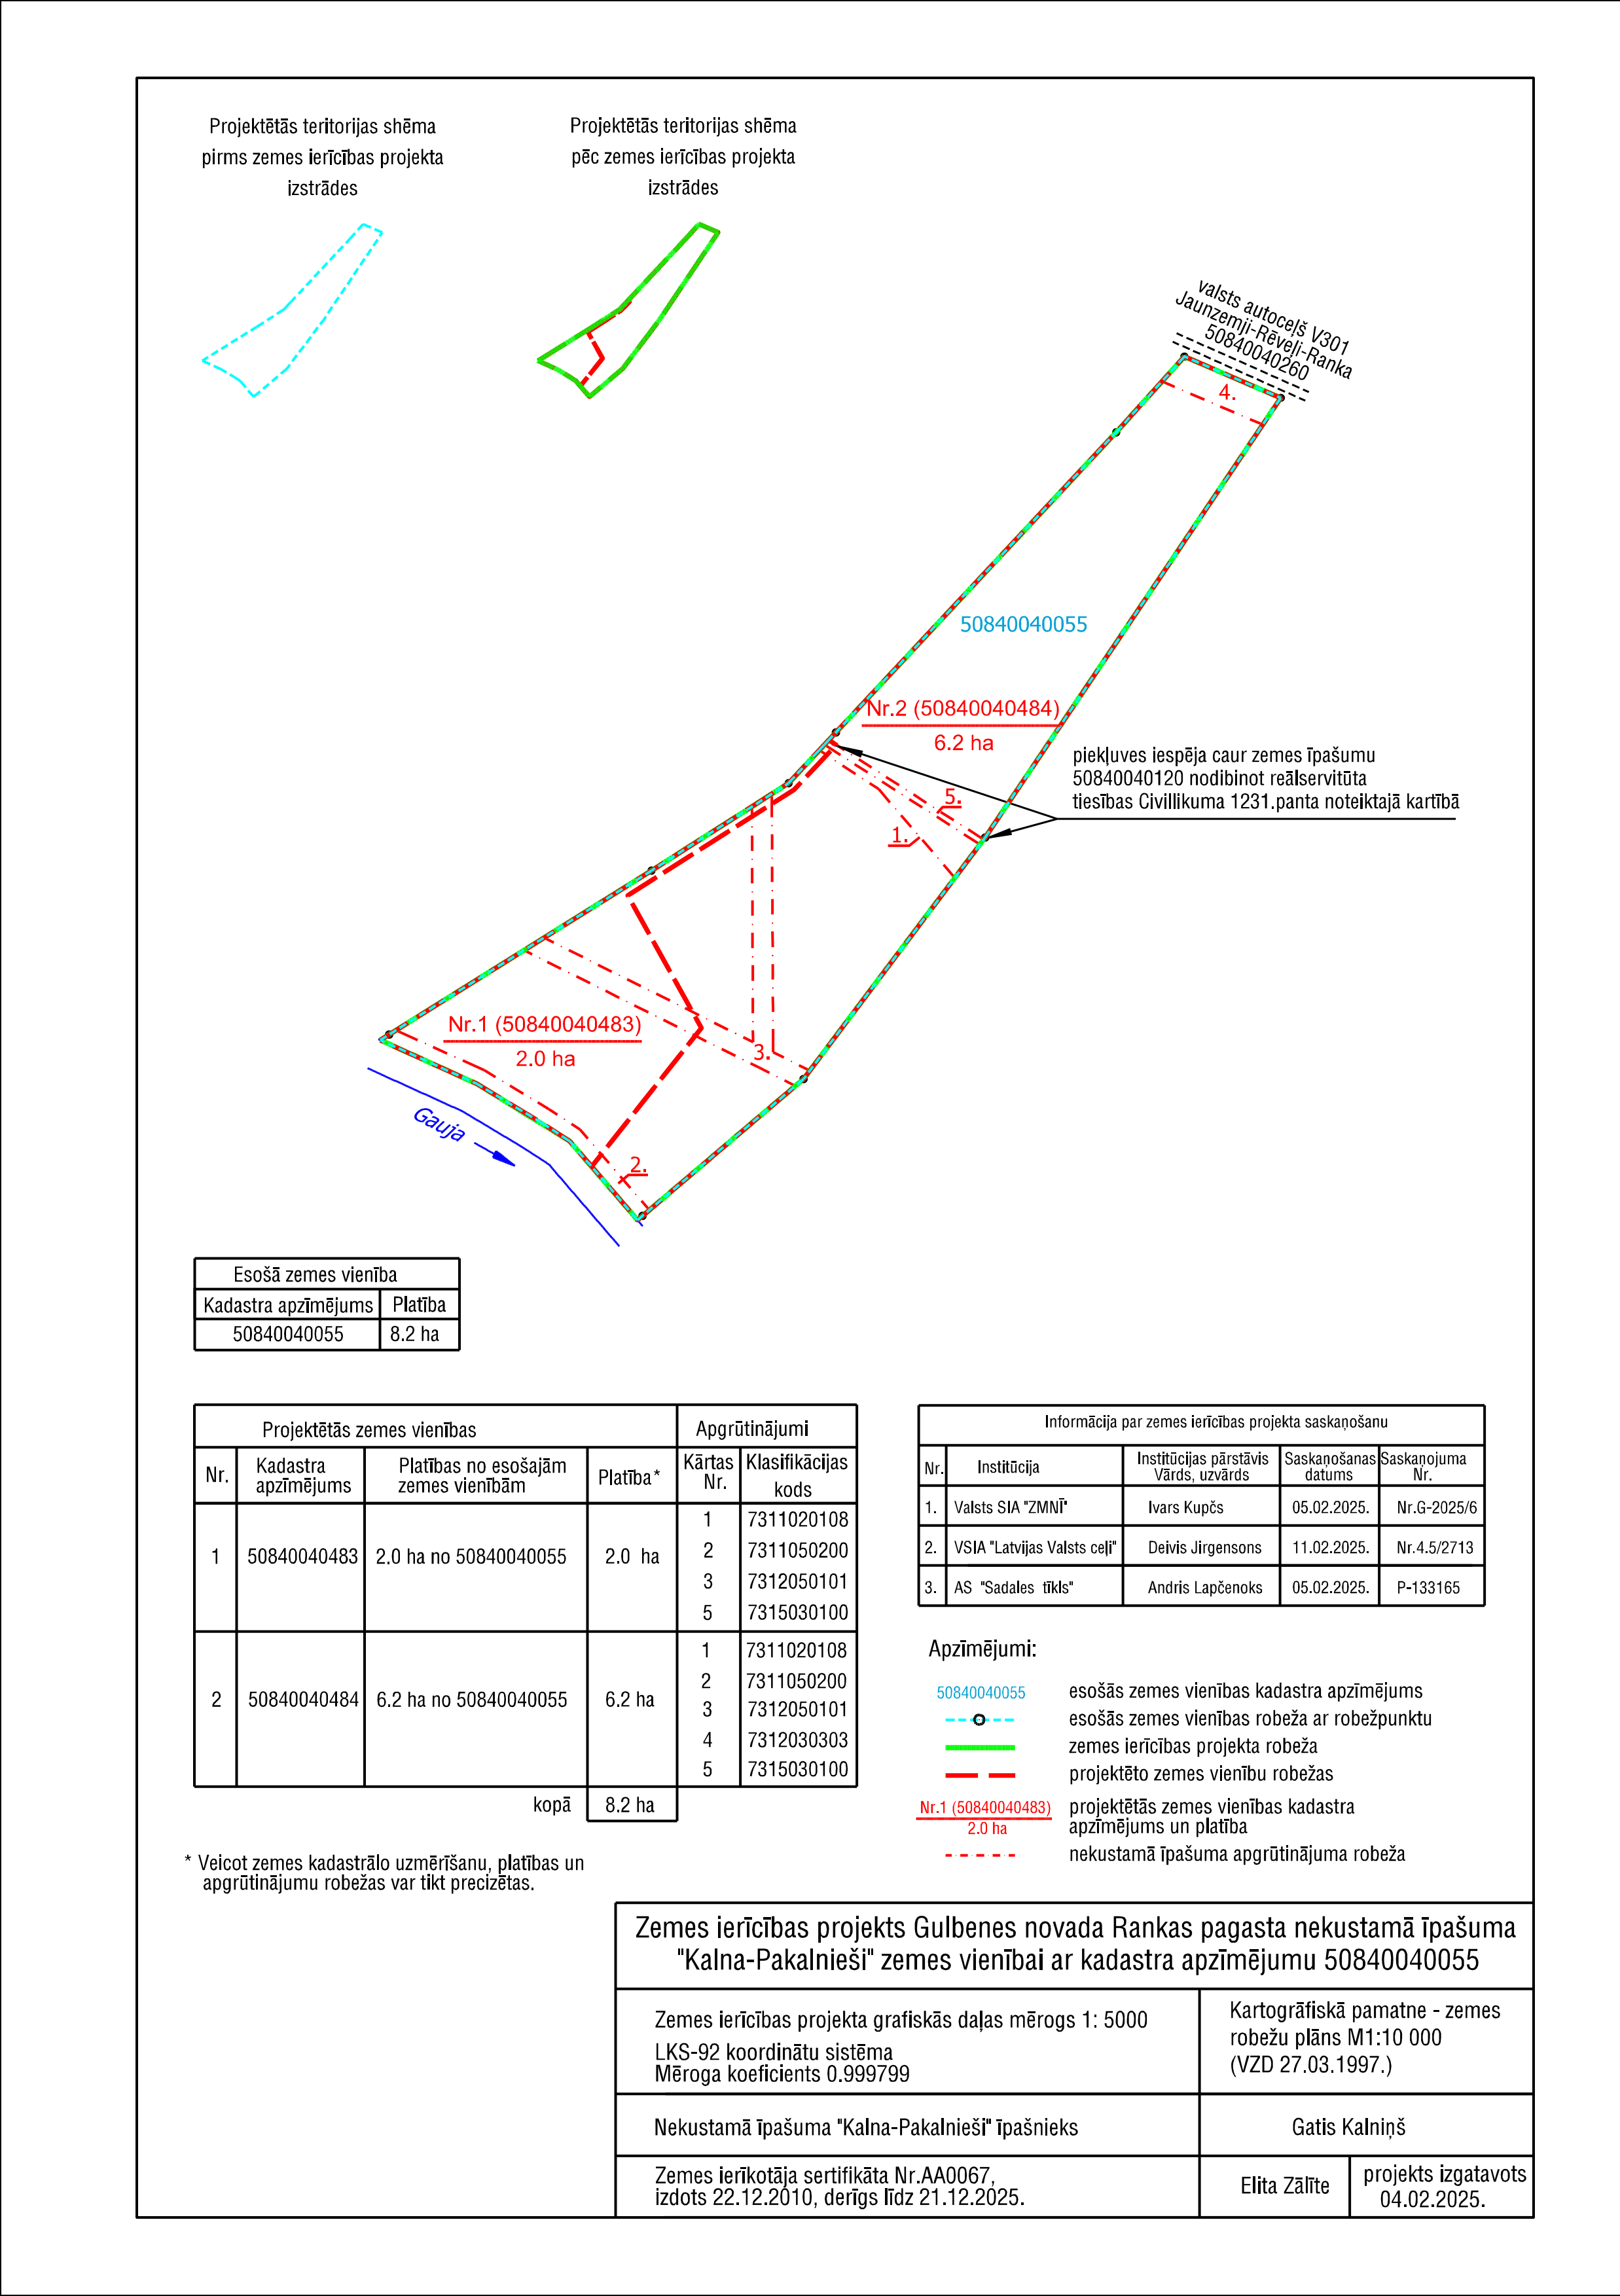 Projektētās teritorijas shēma
pirms zemes ierīcības projekta
izstrādes
Projektētās teritorijas shēma
pēc zemes ierīcības projekta
izstrādes
valsts autoceļš V301
Jaunzemji-Rēveļi-Ranka
50840040260
4.
50840040055
Nr.2 (50840040484)
6.2 ha
piekļuves iespēja caur zemes īpašumu
50840040120 nodibinot reālservitūta
tiesības Civillikuma 1231.panta noteiktajā kārtībā
5.
1.
Nr.1 (50840040483)
2.0 ha
3.
Gauja
2.
Esošā zemes vienība
Kadastra apzīmējums Platība
50840040055 8.2 ha
Projektētās zemes vienības Apgrūtinājumi
Nr. Kadastra apzīmējums Platības no esošajām zemes vienībām Platība* Kārtas Nr. Klasifikācijas kods
1 50840040483 2.0 ha no 50840040055 2.0 ha
1 7311020108
2 7311050200
3 7312050101
5 7315030100
2 50840040484 6.2 ha no 50840040055 6.2 ha
1 7311020108
2 7311050200
3 7312050101
4 7312030303
5 7315030100
kopā 8.2 ha
* Veicot zemes kadastrālo uzmērīšanu, platības un
apgrūtinājumu robežas var tikt precizētas.
Informācija par zemes ierīcības projekta saskaņošanu
Nr. Institūcija Institūcijas pārstāvis Vārds, uzvārds Saskaņošanas datums Saskaņojuma Nr.
1. Valsts SIA "ZMNĪ" Ivars Kupčs 05.02.2025. Nr.G-2025/6
2. VSIA "Latvijas Valsts ceļi" Deivis Jirgensons 11.02.2025. Nr.4.5/2713
3. AS "Sadales tīkls" Andris Lapčenoks 05.02.2025. P-133165
Apzīmējumi:
50840040055 esošās zemes vienības kadastra apzīmējums
esošās zemes vienības robeža ar robežpunktu
zemes ierīcības projekta robeža
projektēto zemes vienību robežas
Nr.1 (50840040483) projektētās zemes vienības kadastra
2.0 ha apzīmējums un platība
nekustamā īpašuma apgrūtinājuma robeža
Zemes ierīcības projekts Gulbenes novada Rankas pagasta nekustamā īpašuma
"Kalna-Pakalnieši" zemes vienībai ar kadastra apzīmējumu 50840040055
Zemes ierīcības projekta grafiskās daļas mērogs 1: 5000
LKS-92 koordinātu sistēma
Mēroga koeficients 0.999799
Kartogrāfiskā pamatne - zemes
robežu plāns M1:10 000
(VZD 27.03.1997.)
Nekustamā īpašuma "Kalna-Pakalnieši" īpašnieks Gatis Kalniņš
Zemes ierīkotāja sertifikāta Nr.AA0067,
izdots 22.12.2010, derīgs līdz 21.12.2025.
Elita Zālīte
projekts izgatavots
04.02.2025.